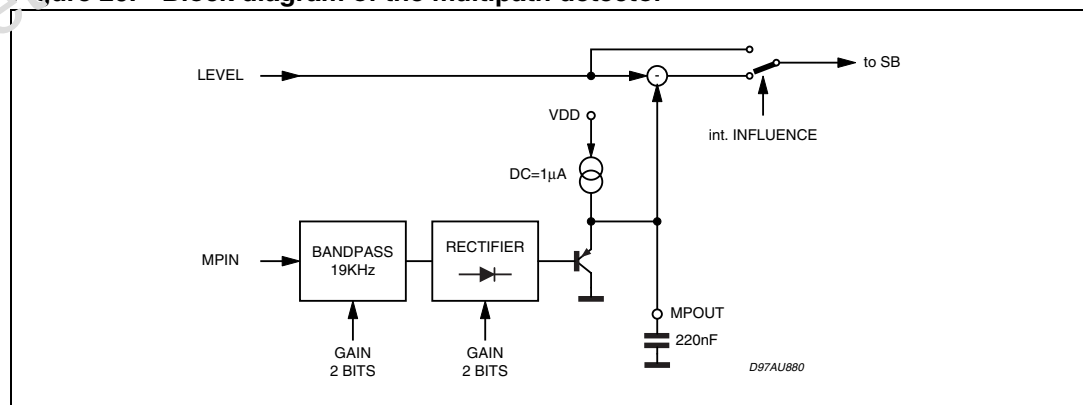 Block diagram of the multipath detector
LEVEL
-
to SB
VDD
int. INFLUENCE
DC=1μA
MPIN
BANDPASS
19KHz
RECTIFIER
MPOUT
220nF
GAIN
2 BITS
GAIN
2 BITS
D97AU880